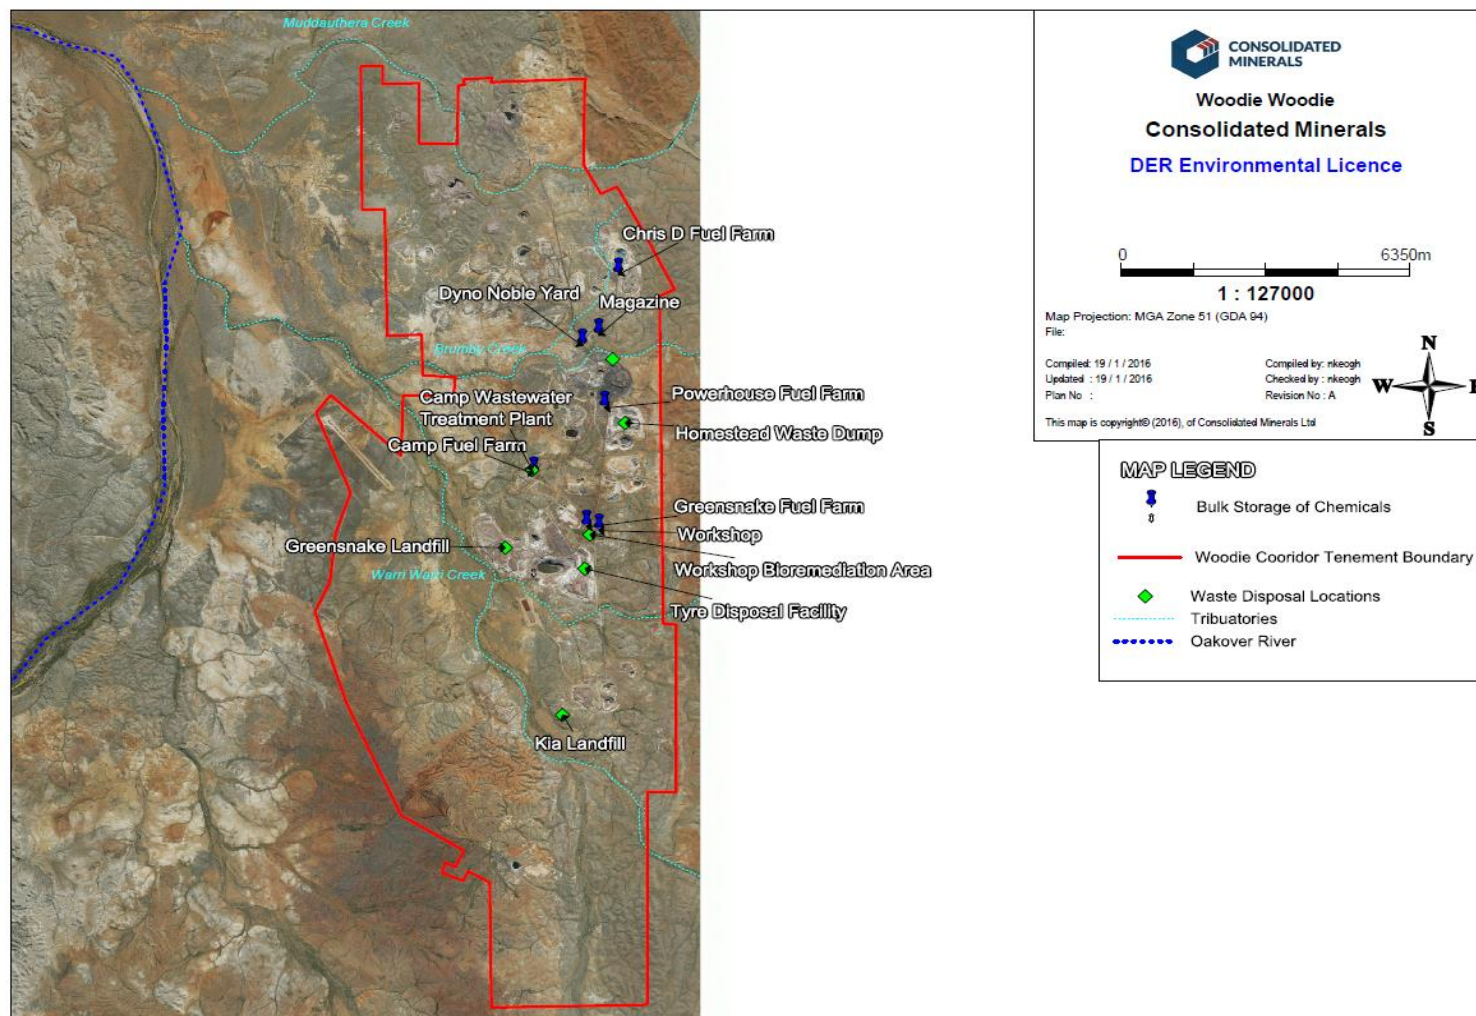 Muddauthera Creek
Chris D Fuel Farm
Dyno Noble Yard
Magazine
Brumby Creek
Camp Wastewater
Treatment Plant
Powerhouse Fuel Farm
Homestead Waste Dump
Camp Fuel Farm
Greensnake Fuel Farm
Workshop
Greensnake Landfill
Workshop Bioremediation Area
Warri Warri Creek
Tyre Disposal Facility
Kia Landfill
CONSOLIDATED
MINERALS
Woodie Woodie
Consolidated Minerals
DER Environmental Licence
0 6350m
1 : 127000
Map Projection: MGA Zone 51 (GDA 94)
File:
Compiled: 19 / 1 / 2016 Compiled by: nkeogh
Updated : 19 / 1 / 2016 Checked by : nkeogh
Plan No : Revision No : A
This map is copyright© (2016), of Consolidated Minerals Ltd
N
W E
S
MAP LEGEND
Bulk Storage of Chemicals
Woodie Cooridor Tenement Boundary
Waste Disposal Locations
Tribuatories
Oakover River